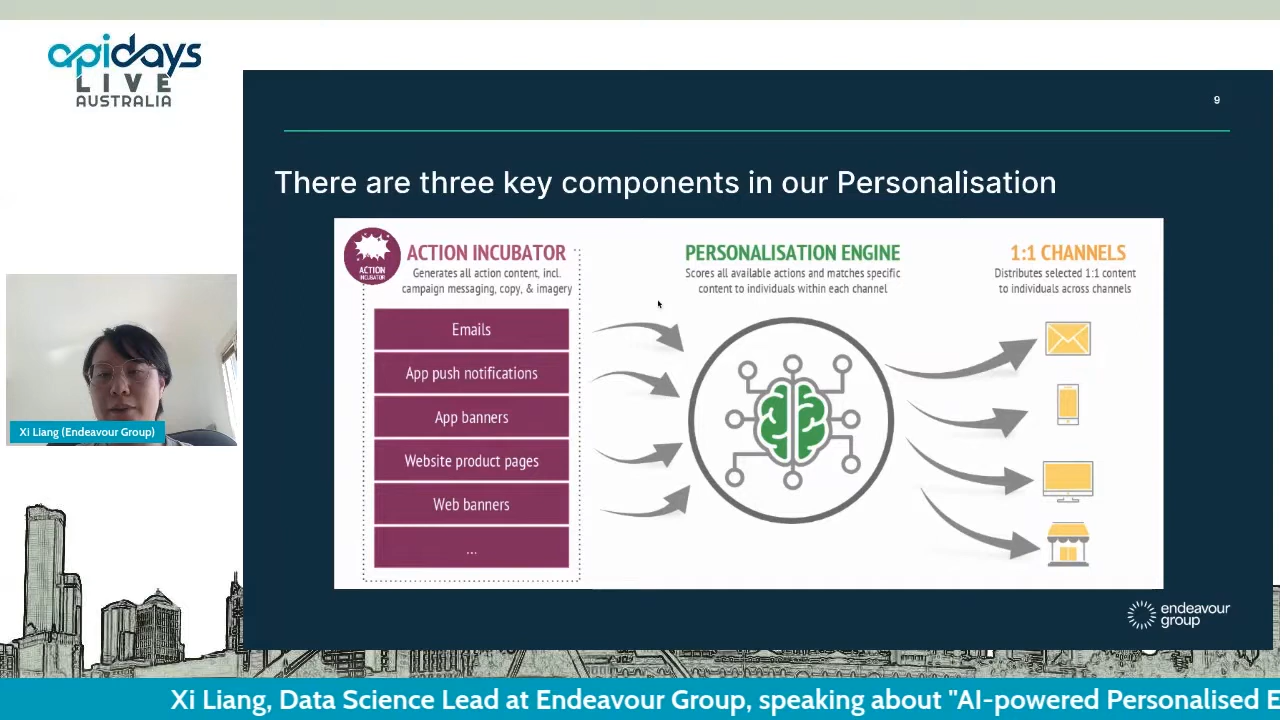 apidays
LIVE
AUSTRALIA
9
There are three key components in our Personalisation
ACTION INCUBATOR
ACTION
INCUBATOR
Generates all action content, incl.
campaign messaging, copy, & imagery
Emails
App push notifications
App banners
Website product pages
Web banners
...
PERSONALISATION ENGINE
Scores all available actions and matches specific
content to individuals within each channel
1:1 CHANNELS
Distributes selected 1:1 content
to individuals across channels
Xi Liang (Endeavour Group)
endeavour
group
Xi Liang, Data Science Lead at Endeavour Group, speaking about "AI-powered Personalised E